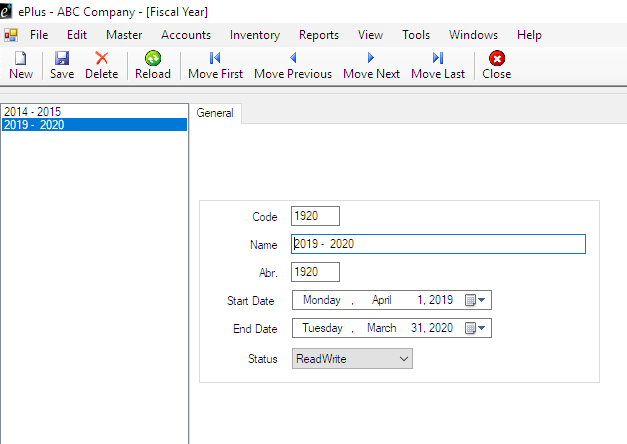 ePlus - ABC Company - [Fiscal Year]
File Edit Master Accounts Inventory Reports View Tools Windows Help
New Save Delete Reload Move First Move Previous Move Next Move Last Close
2014 - 2015
2019 - 2020
General
Code 1920
Name 2019 - 2020
Abr. 1920
Start Date Monday , April 1, 2019
End Date Tuesday , March 31, 2020
Status ReadWrite